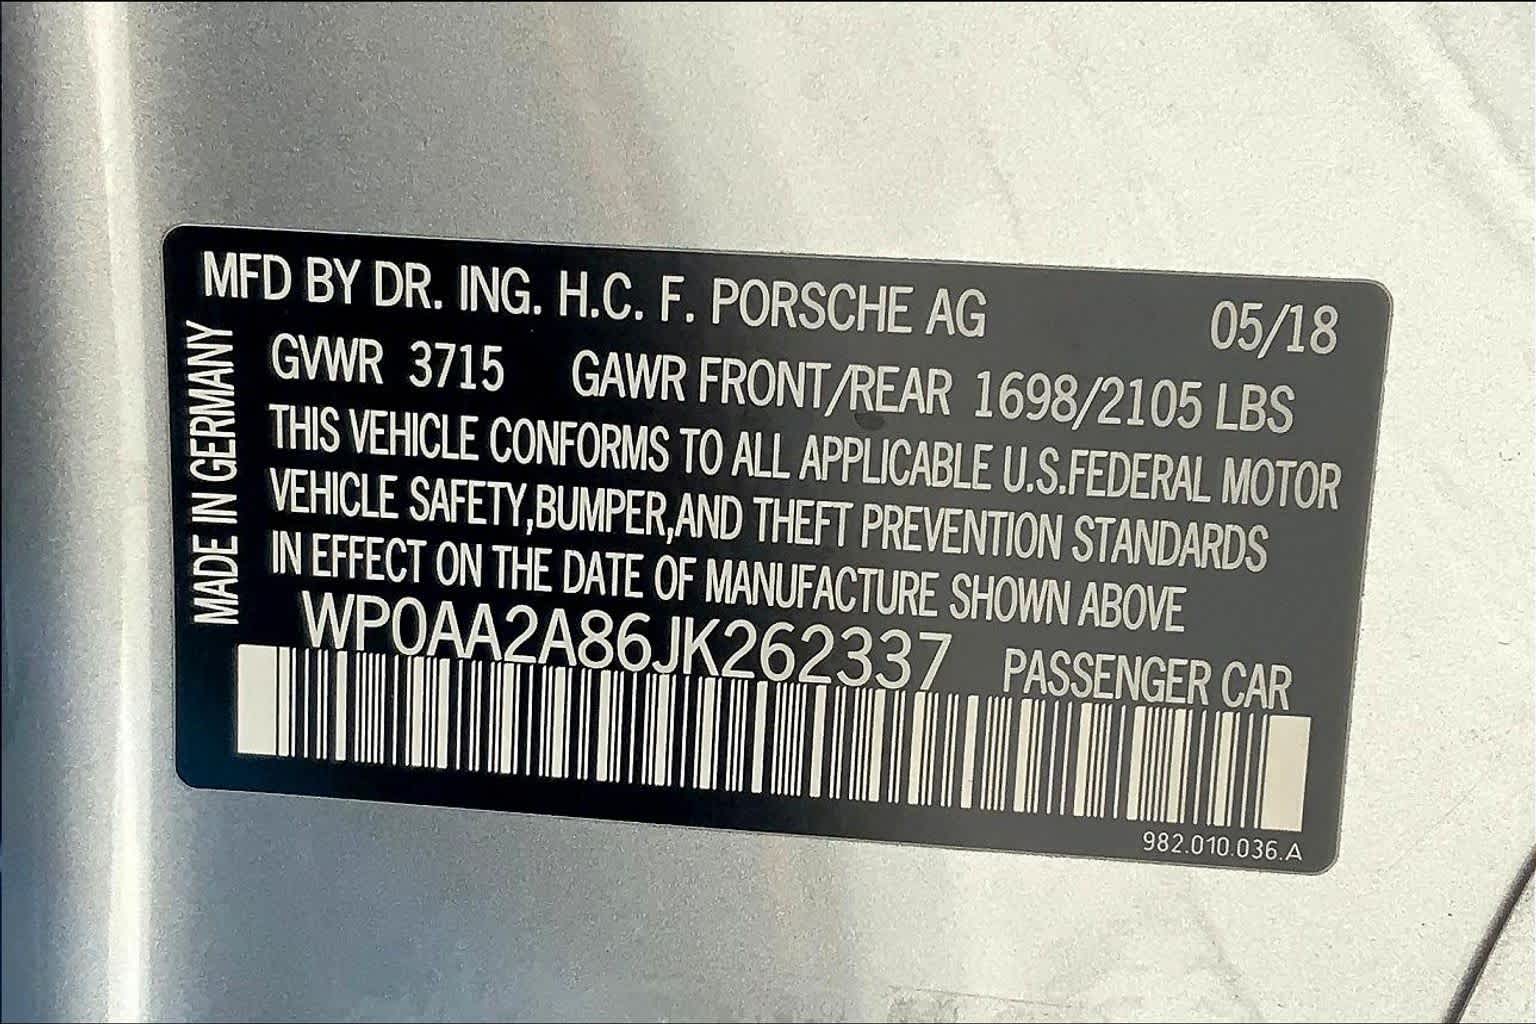 MFD BY DR. ING. H.C. F. PORSCHE AG 05/18
GVWR 3715 GAWR FRONT/REAR 1698/2105 LBS
THIS VEHICLE CONFORMS TO ALL APPLICABLE U.S.FEDERAL MOTOR
VEHICLE SAFETY,BUMPER,AND THEFT PREVENTION STANDARDS
IN EFFECT ON THE DATE OF MANUFACTURE SHOWN ABOVE
WP0AA2A86JK262337 PASSENGER CAR
982.010.036.A
MADE IN GERMANY